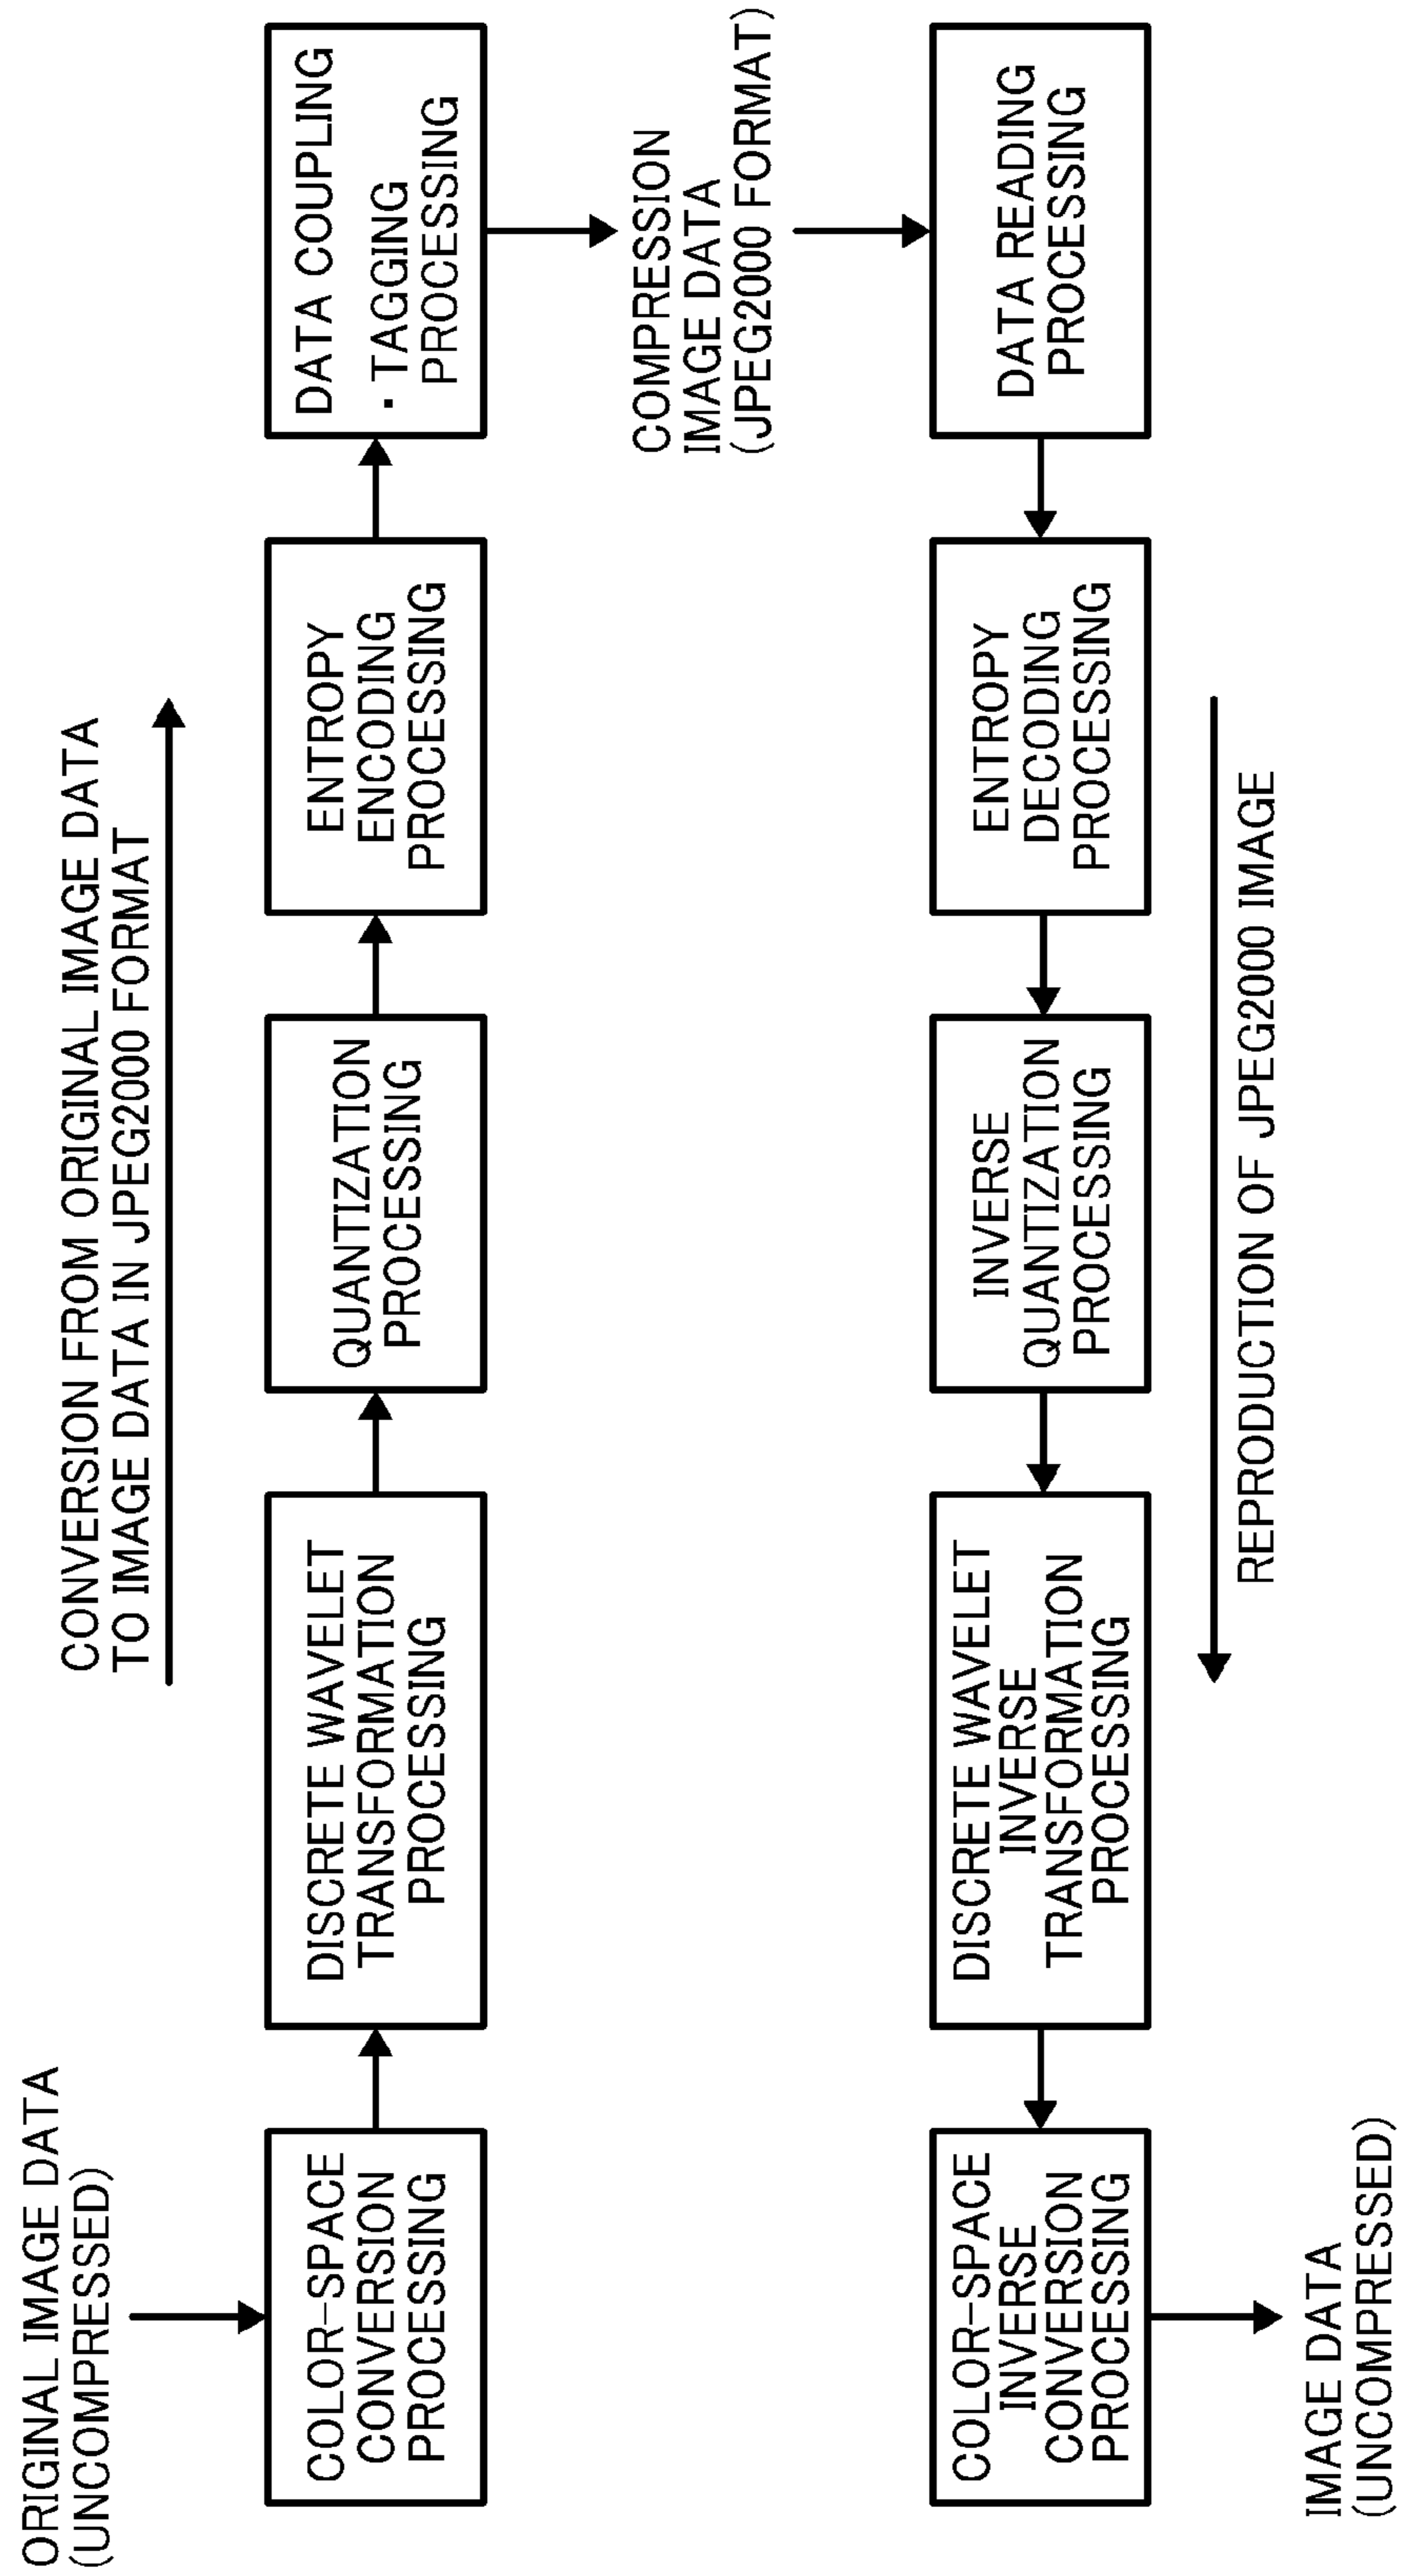 ORIGINAL IMAGE DATA
(UNCOMPRESSED)
CONVERSION FROM ORIGINAL IMAGE DATA
TO IMAGE DATA IN JPEG2000 FORMAT
COLOR-SPACE
CONVERSION
PROCESSING
DISCRETE WAVELET
TRANSFORMATION
PROCESSING
QUANTIZATION
PROCESSING
ENTROPY
ENCODING
PROCESSING
DATA COUPLING
・TAGGING
PROCESSING
COMPRESSION
IMAGE DATA
(JPEG2000 FORMAT)
DATA READING
PROCESSING
ENTROPY
DECODING
PROCESSING
INVERSE
QUANTIZATION
PROCESSING
DISCRETE WAVELET
INVERSE
TRANSFORMATION
PROCESSING
COLOR-SPACE
INVERSE
CONVERSION
PROCESSING
REPRODUCTION OF JPEG2000 IMAGE
IMAGE DATA
(UNCOMPRESSED)